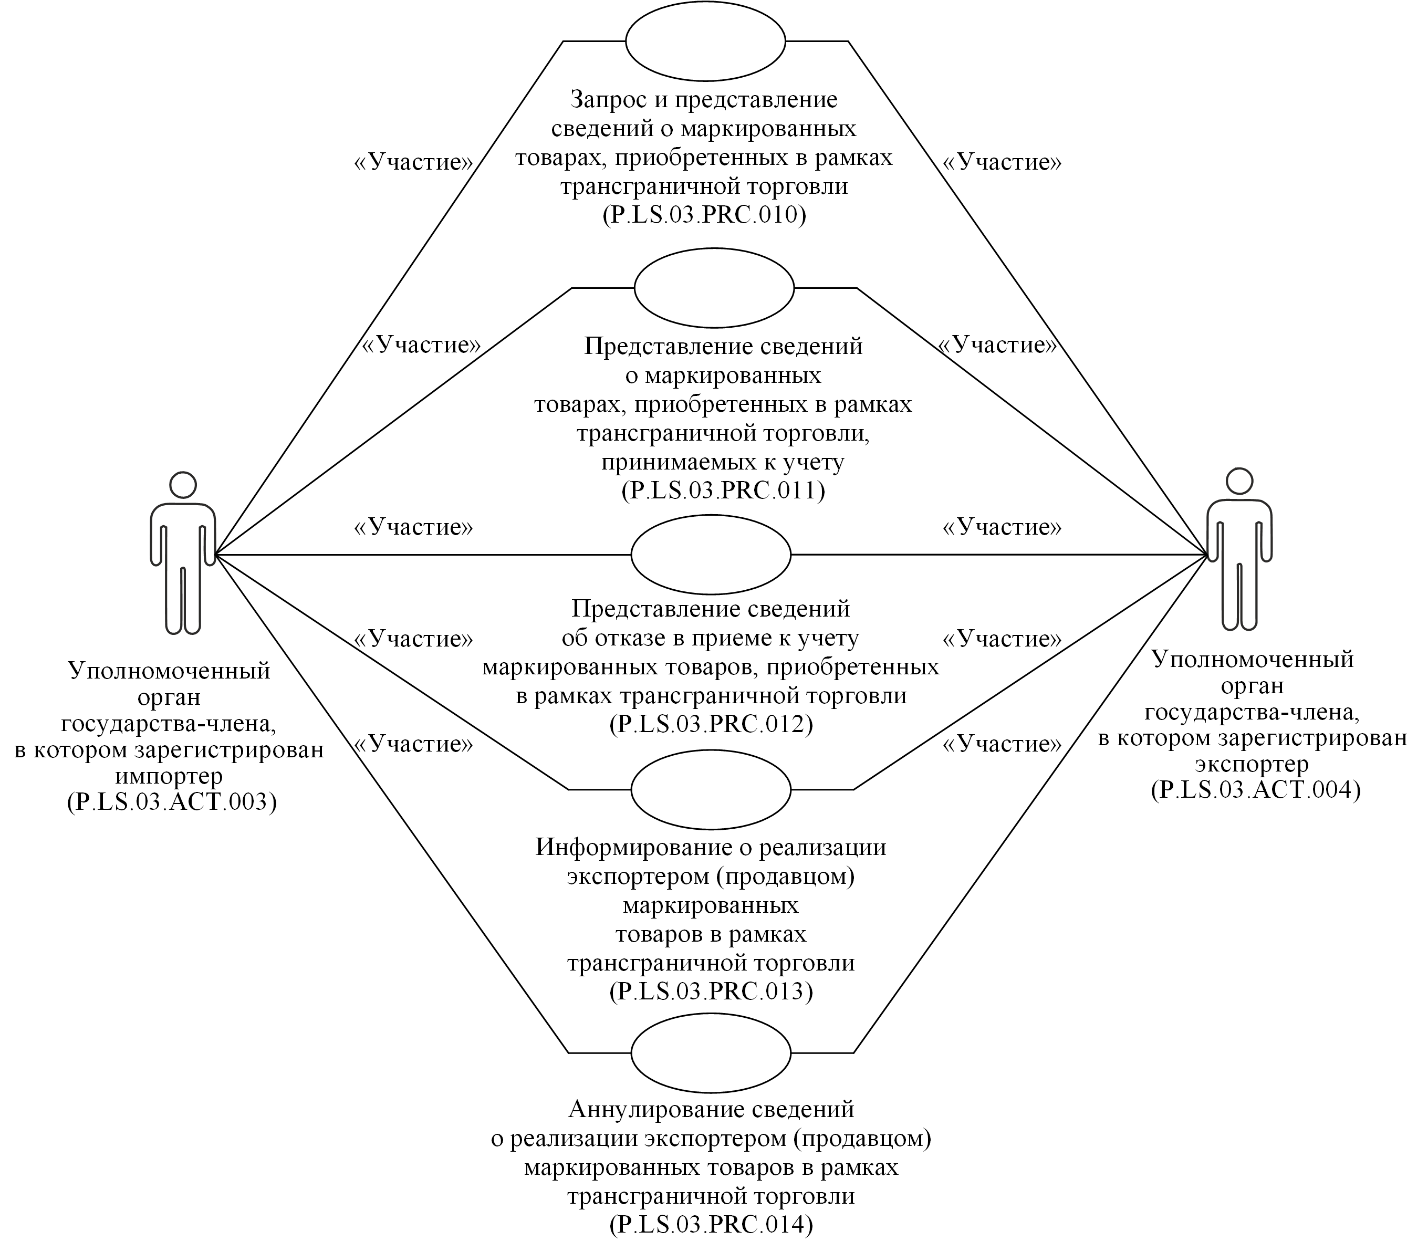 Запрос и представление
сведений о маркированных
товарах, приобретенных в рамках
трансграничной торговли
(P.LS.03.PRC.010)
«Участие»
«Участие»
«Участие»
«Участие»
Представление сведений
о маркированных
товарах, приобретенных в рамках
трансграничной торговли,
принимаемых к учету
(P.LS.03.PRC.011)
«Участие»
«Участие»
Представление сведений
об отказе в приеме к учету
маркированных товаров, приобретенных
в рамках трансграничной торговли
(P.LS.03.PRC.012)
«Участие»
«Участие»
Уполномоченный
орган
государства-члена,
в котором зарегистрирован
импортер
(P.LS.03.ACT.003)
Уполномоченный
орган
государства-члена,
в котором зарегистрирован
экспортер
(P.LS.03.ACT.004)
«Участие»
«Участие»
Информирование о реализации
экспортером (продавцом)
маркированных
товаров в рамках
трансграничной торговли
(P.LS.03.PRC.013)
Аннулирование сведений
о реализации экспортером (продавцом)
маркированных товаров в рамках
трансграничной торговли
(P.LS.03.PRC.014)